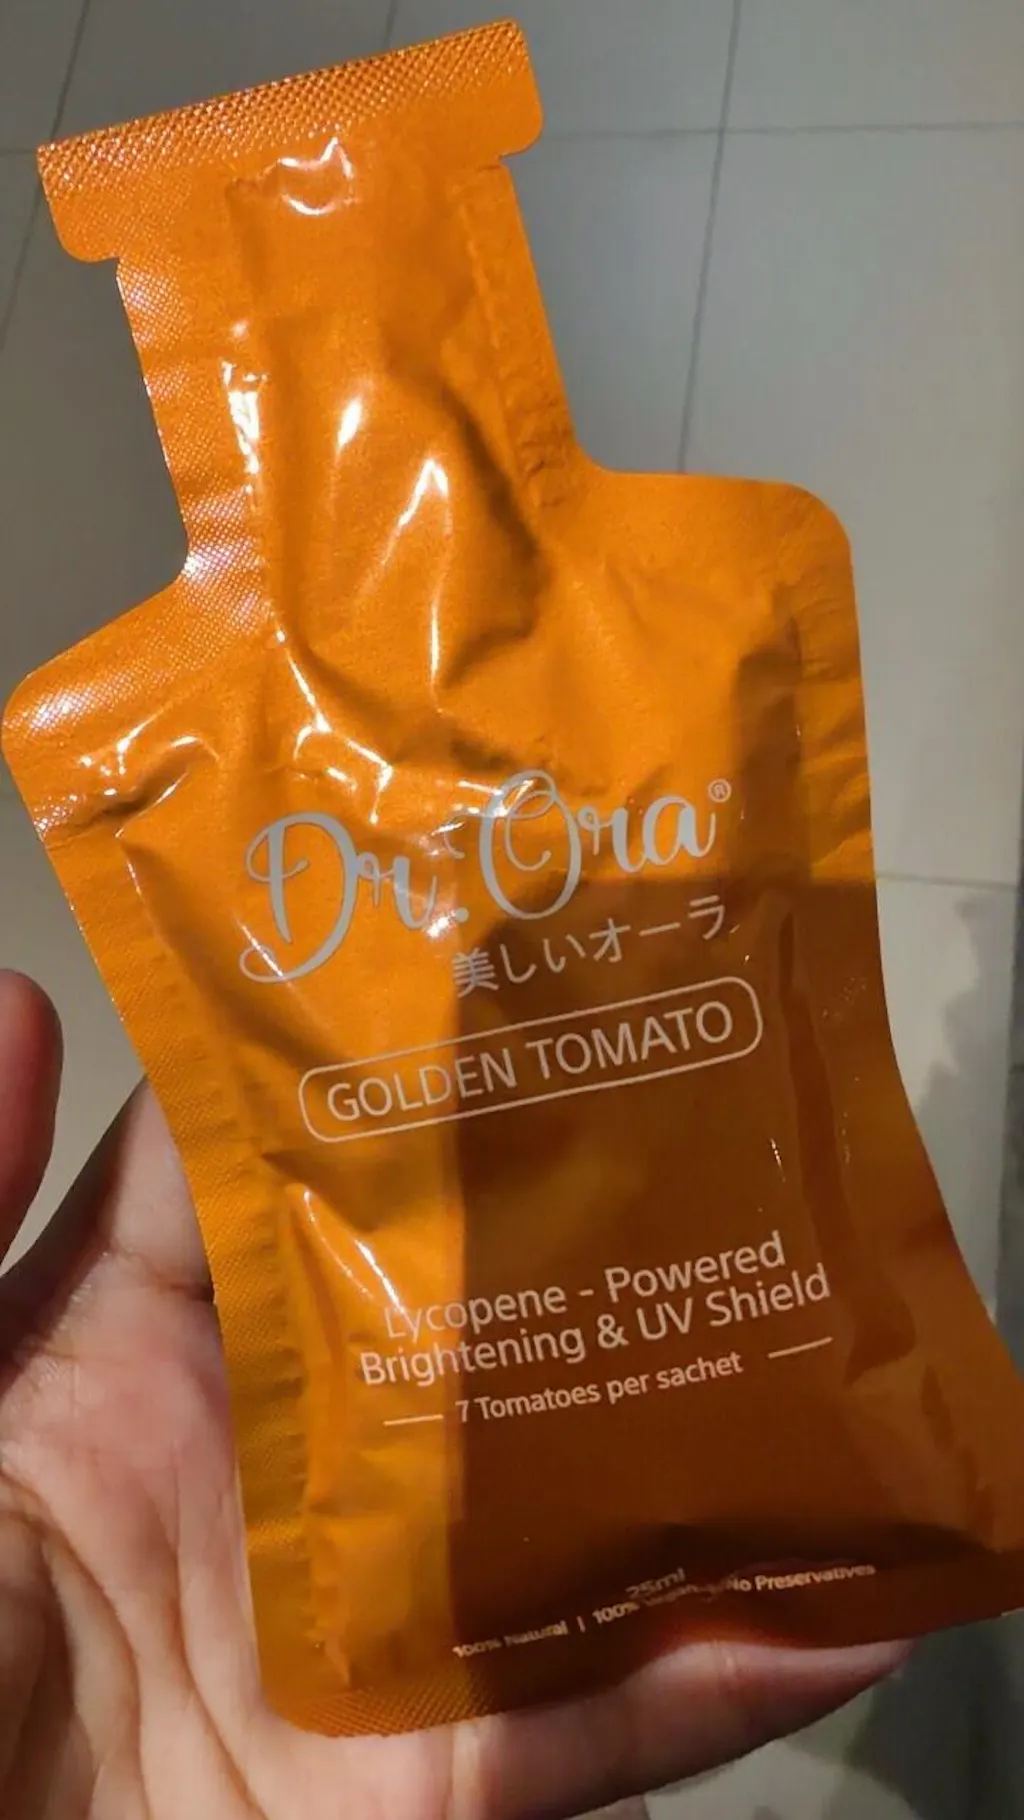 Dr. Ora®
美しいオーラ
GOLDEN TOMATO
Lycopene - Powered
Brightening & UV Shield
7 Tomatoes per sachet
25ml
100% Natural | 100% Vegan | No Preservatives